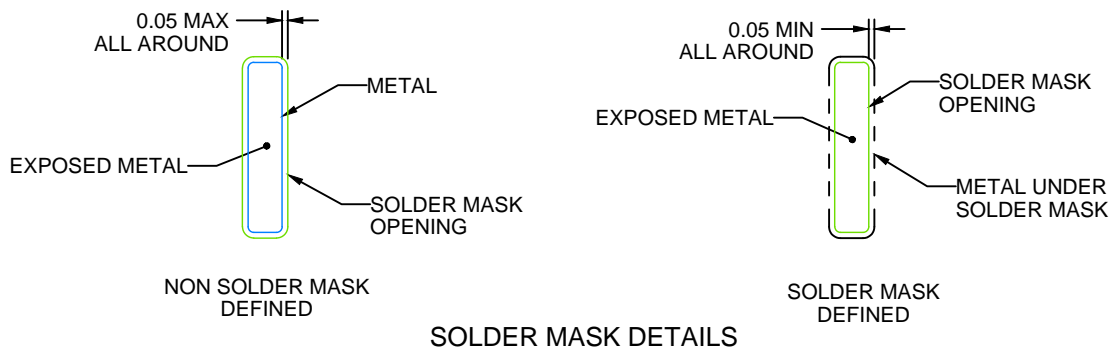 0.05 MAX
ALL AROUND
METAL
EXPOSED METAL
SOLDER MASK
OPENING
NON SOLDER MASK
DEFINED
0.05 MIN
ALL AROUND
SOLDER MASK
OPENING
EXPOSED METAL
METAL UNDER
SOLDER MASK
SOLDER MASK
DEFINED
SOLDER MASK DETAILS